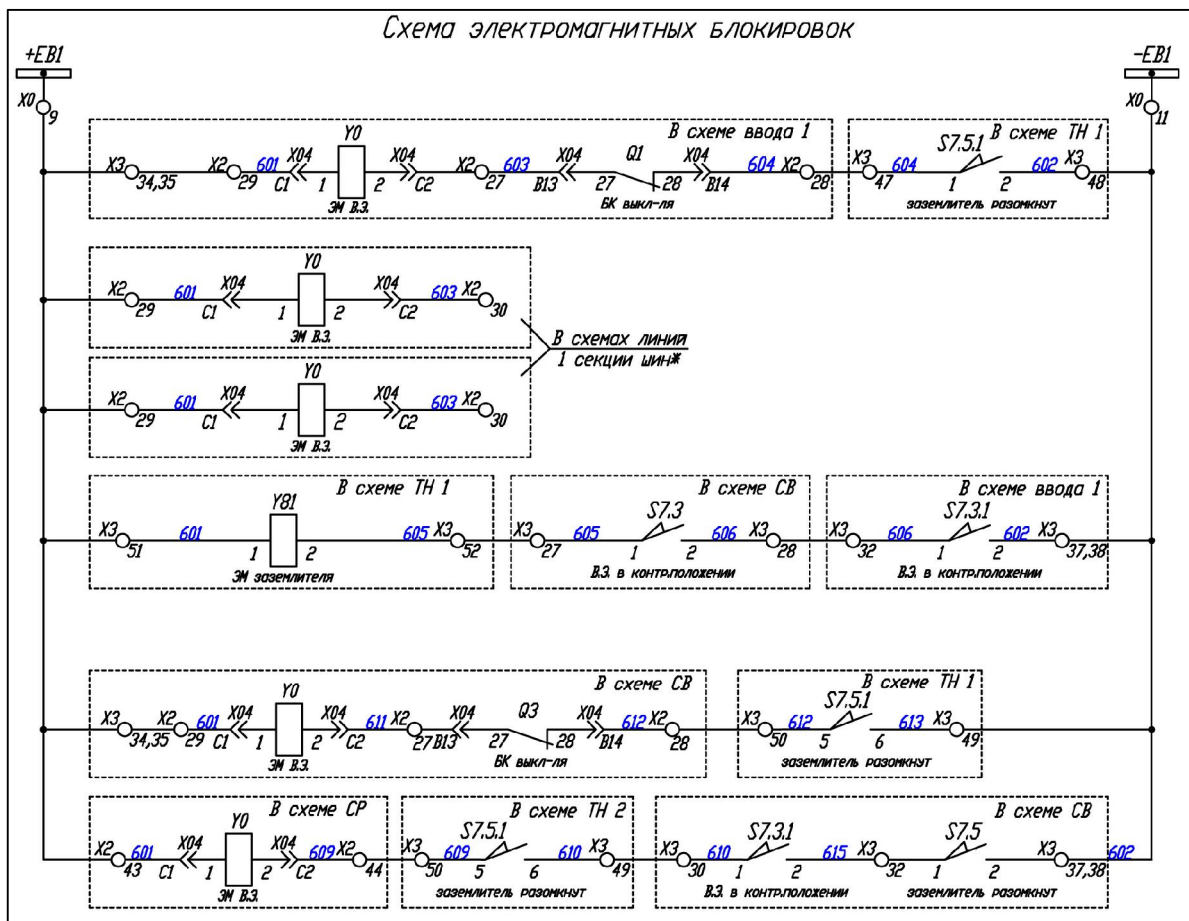 Схема электромагнитных блокировок
+EB1
-EB1
X0
9
X0
11
В схеме ввода 1
В схеме ТН 1
X3
34,35
X2
29
601
X04
C1
1
Y0
2
ЭМ В.Э.
X04
C2
X2
27
603
X04
B13
27
Q1
28
БК выкл-ля
X04
B14
604
X2
28
X3
47
604
S7.5.1
1
2
заземлитель разомкнут
602
X3
48
X2
29
601
X04
C1
1
Y0
2
ЭМ В.Э.
X04
C2
603
X2
30
В схемах линий
1 секции шин*
X2
29
601
X04
C1
1
Y0
2
ЭМ В.Э.
X04
C2
603
X2
30
В схеме ТН 1
В схеме СВ
В схеме ввода 1
X3
51
601
Y81
1
2
ЭМ заземлителя
605
X3
52
X3
27
605
S7.3
1
2
В.Э. в контр.положении
606
X3
28
X3
32
606
S7.3.1
1
2
В.Э. в контр.положении
602
X3
37,38
В схеме СВ
В схеме ТН 1
X3
34,35
X2
29
601
X04
C1
1
Y0
2
ЭМ В.Э.
X04
C2
611
X2
27
X04
B13
27
Q3
28
БК выкл-ля
X04
B14
612
X2
28
X3
50
612
S7.5.1
5
6
заземлитель разомкнут
613
X3
49
В схеме СР
В схеме ТН 2
В схеме СВ
X2
43
601
X04
C1
1
Y0
2
ЭМ В.Э.
X04
C2
609
X2
44
X3
50
609
S7.5.1
5
6
заземлитель разомкнут
610
X3
49
X3
30
610
S7.3.1
1
2
В.Э. в контр.положении
615
X3
32
S7.5
1
2
заземлитель разомкнут
X3
37,38
602